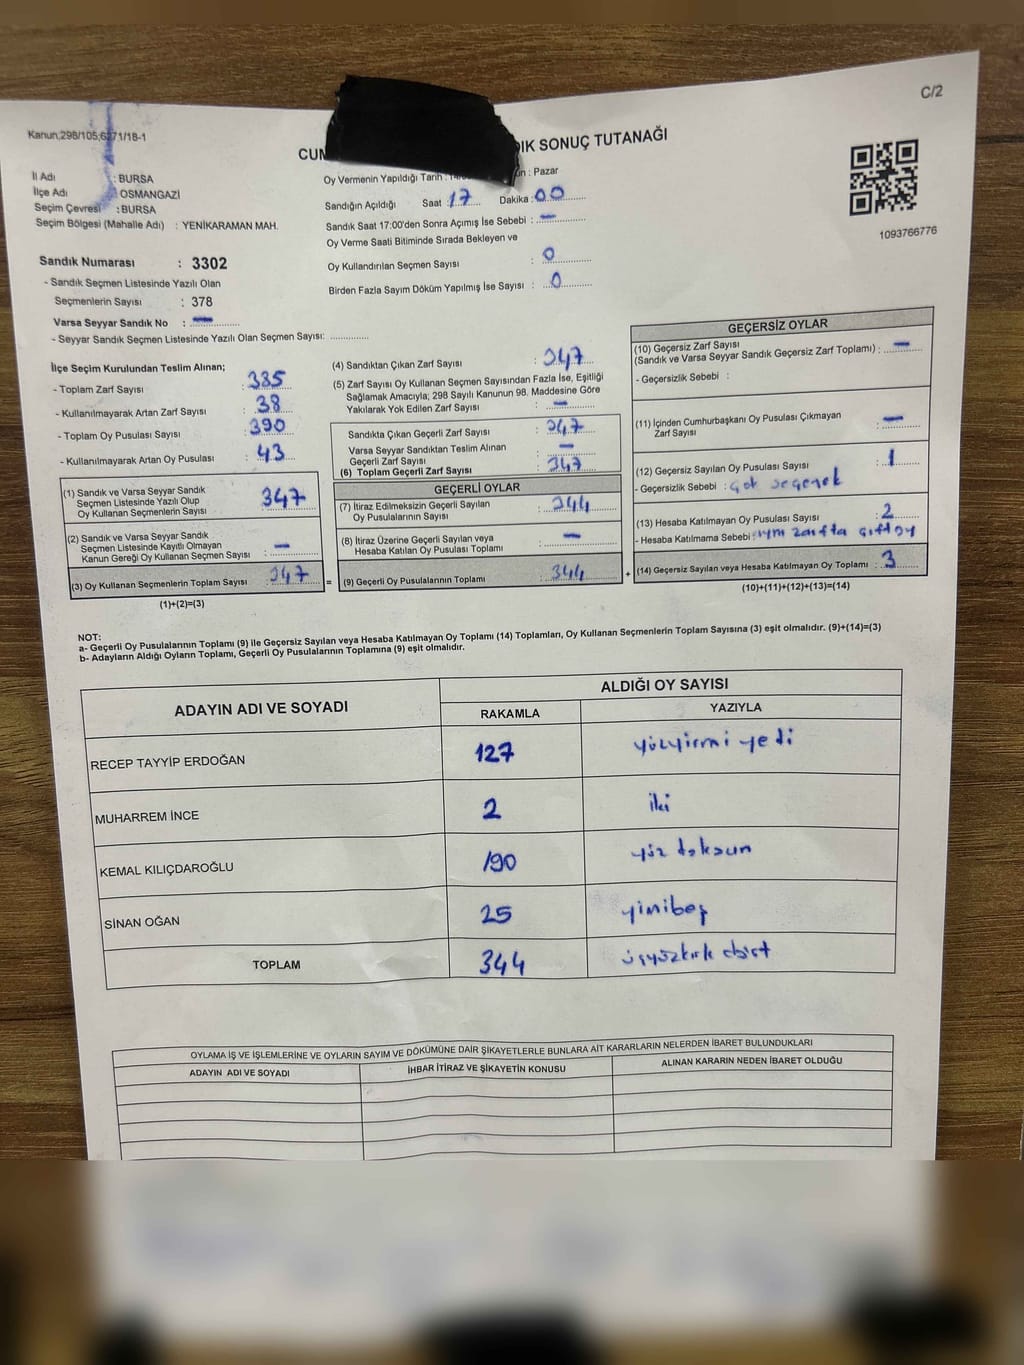 C/2
Kanun;298/105;6271/18-1
CUM
IK SONUÇ TUTANAĞI
İl Adı : BURSA
İlçe Adı : OSMANGAZİ
Seçim Çevresi : BURSA
Seçim Bölgesi (Mahalle Adı) : YENİKARAMAN MAH.
Oy Vermenin Yapıldığı Tarih : Pazar
Sandığın Açıldığı Saat : 17 Dakika : 00
Sandık Saat 17:00'den Sonra Açımış İse Sebebi : —
Oy Verme Saati Bitiminde Sırada Bekleyen ve
Oy Kullandırılan Seçmen Sayısı : 0
Birden Fazla Sayım Döküm Yapılmış İse Sayısı : 0
1093766776
Sandık Numarası : 3302
- Sandık Seçmen Listesinde Yazılı Olan
Seçmenlerin Sayısı : 378
Varsa Seyyar Sandık No : —
- Seyyar Sandık Seçmen Listesinde Yazılı Olan Seçmen Sayısı:
İlçe Seçim Kurulundan Teslim Alınan;
- Toplam Zarf Sayısı : 385
- Kullanılmayarak Artan Zarf Sayısı : 38
- Toplam Oy Pusulası Sayısı : 390
- Kullanılmayarak Artan Oy Pusulası : 43
(1) Sandık ve Varsa Seyyar Sandık
Seçmen Listesinde Yazılı Olup
Oy Kullanan Seçmenlerin Sayısı 347
(2) Sandık ve Varsa Seyyar Sandık
Seçmen Listesinde Kayıtlı Olmayan
Kanun Gereği Oy Kullanan Seçmen Sayısı : —
(3) Oy Kullanan Seçmenlerin Toplam Sayısı : 347 =
(1)+(2)=(3)
(4) Sandıktan Çıkan Zarf Sayısı : 347
(5) Zarf Sayısı Oy Kullanan Seçmen Sayısından Fazla İse, Eşitliği
Sağlamak Amacıyla; 298 Sayılı Kanunun 98. Maddesine Göre
Yakılarak Yok Edilen Zarf Sayısı : —
Sandıkta Çıkan Geçerli Zarf Sayısı : 347
Varsa Seyyar Sandıktan Teslim Alınan
Geçerli Zarf Sayısı : —
(6) Toplam Geçerli Zarf Sayısı : 347
GEÇERLİ OYLAR
(7) İtiraz Edilmeksizin Geçerli Sayılan
Oy Pusulasının Sayısı : 344
(8) İtiraz Üzerine Geçerli Sayılan veya
Hesaba Katılan Oy Pusulası Toplamı : —
(9) Geçerli Oy Pusulalarının Toplamı : 344 +
GEÇERSİZ OYLAR
(10) Geçersiz Zarf Sayısı
(Sandık ve Varsa Seyyar Sandık Geçersiz Zarf Toplamı) : —
- Geçersizlik Sebebi :
(11) İçinden Cumhurbaşkanı Oy Pusulası Çıkmayan
Zarf Sayısı : —
(12) Geçersiz Sayılan Oy Pusulası Sayısı : 1
- Geçersizlik Sebebi : çok seçenek
(13) Hesaba Katılmayan Oy Pusulası Sayısı : 2
- Hesaba Katılmama Sebebi : aynı zarfta çift oy
(14) Geçersiz Sayılan veya Hesaba Katılmayan Oy Toplamı : 3
(10)+(11)+(12)+(13)=(14)
NOT:
a- Geçerli Oy Pusulalarının Toplamı (9) ile Geçersiz Sayılan veya Hesaba Katılmayan Oy Toplamı (14) Toplamları, Oy Kullanan Seçmenlerin Toplam Sayısına (3) eşit olmalıdır. (9)+(14)=(3)
b- Adayların Aldığı Oyların Toplamı, Geçerli Oy Pusulalarının Toplamına (9) eşit olmalıdır.
ADAYIN ADI VE SOYADI ALDIĞI OY SAYISI
RAKAMLA YAZIYLA
RECEP TAYYİP ERDOĞAN 127 yüzyirmi yedi
MUHARREM İNCE 2 iki
KEMAL KILIÇDAROĞLU 190 yüz doksan
SİNAN OĞAN 25 yimibeş
TOPLAM 344 üçyüzkırk dört
OYLAMA İŞ VE İŞLEMLERİNE VE OYLARIN SAYIM VE DÖKÜMÜNE DAİR ŞİKAYETLERLE BUNLARA AİT KARARLARIN NELERDEN İBARET BULUNDUKLARI
ADAYIN ADI VE SOYADI İHBAR İTİRAZ VE ŞİKAYETİN KONUSU ALINAN KARARIN NEDEN İBARET OLDUĞU